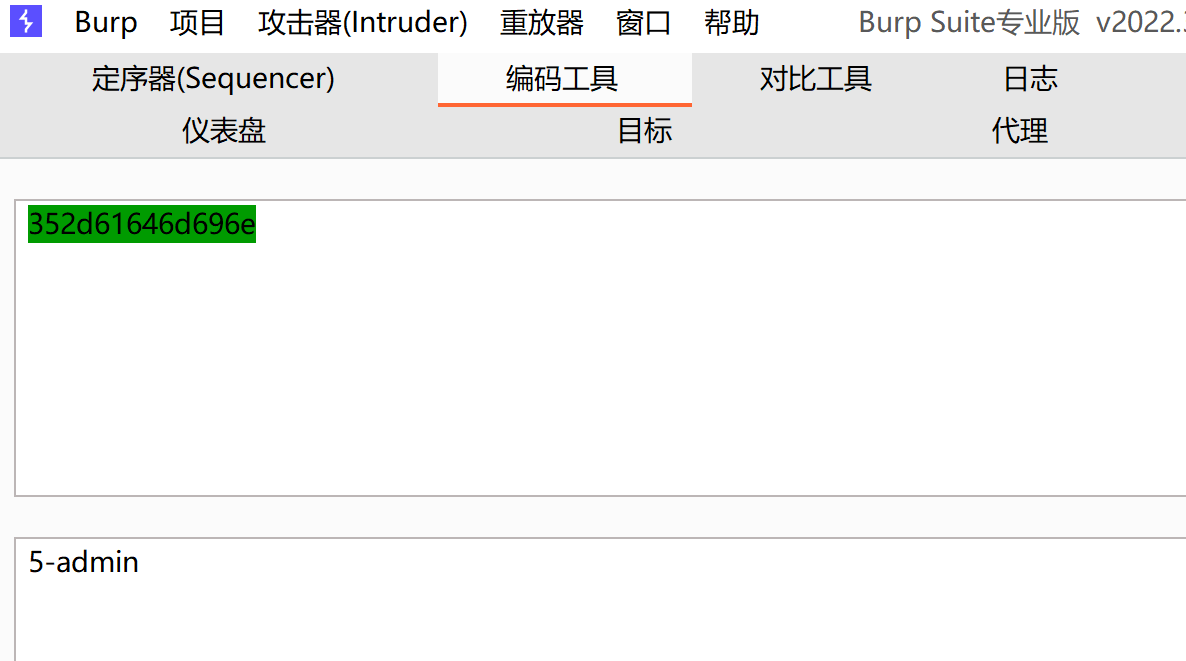 Burp 项目 攻击器(Intruder) 重放器 窗口 帮助 Burp Suite专业版 v2022.
定序器(Sequencer) 编码工具 对比工具 日志
仪表盘 目标 代理
352d61646d696e
5-admin